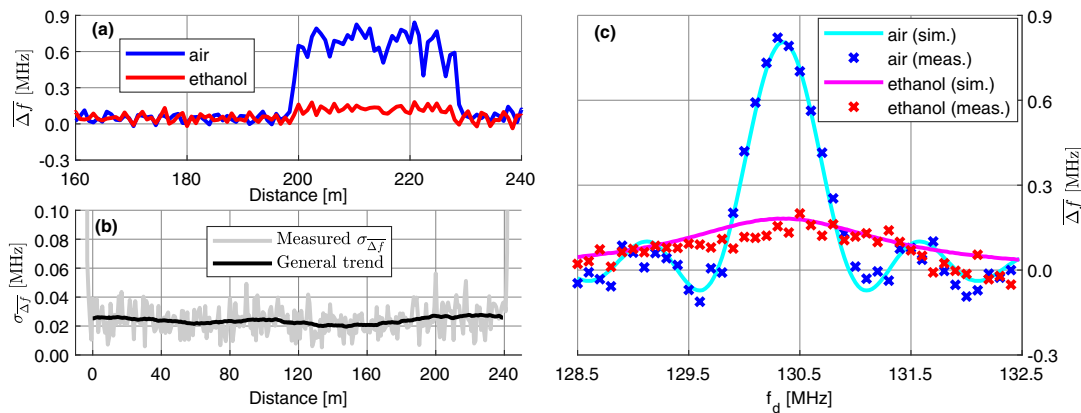 (a)
0.9
0.6
0.3
0.0
-0.3
air
ethanol
160 180 200 220 240
Distance [m]
Δf [MHz]
(b)
0.10
0.08
0.06
0.04
0.02
0.00
Measured σΔf
General trend
0 40 80 120 160 200 240
Distance [m]
σΔf [MHz]
(c)
air (sim.)
air (meas.)
ethanol (sim.)
ethanol (meas.)
0.9
0.6
0.3
0.0
-0.3
Δf [MHz]
128.5 129.5 130.5 131.5 132.5
f_d [MHz]